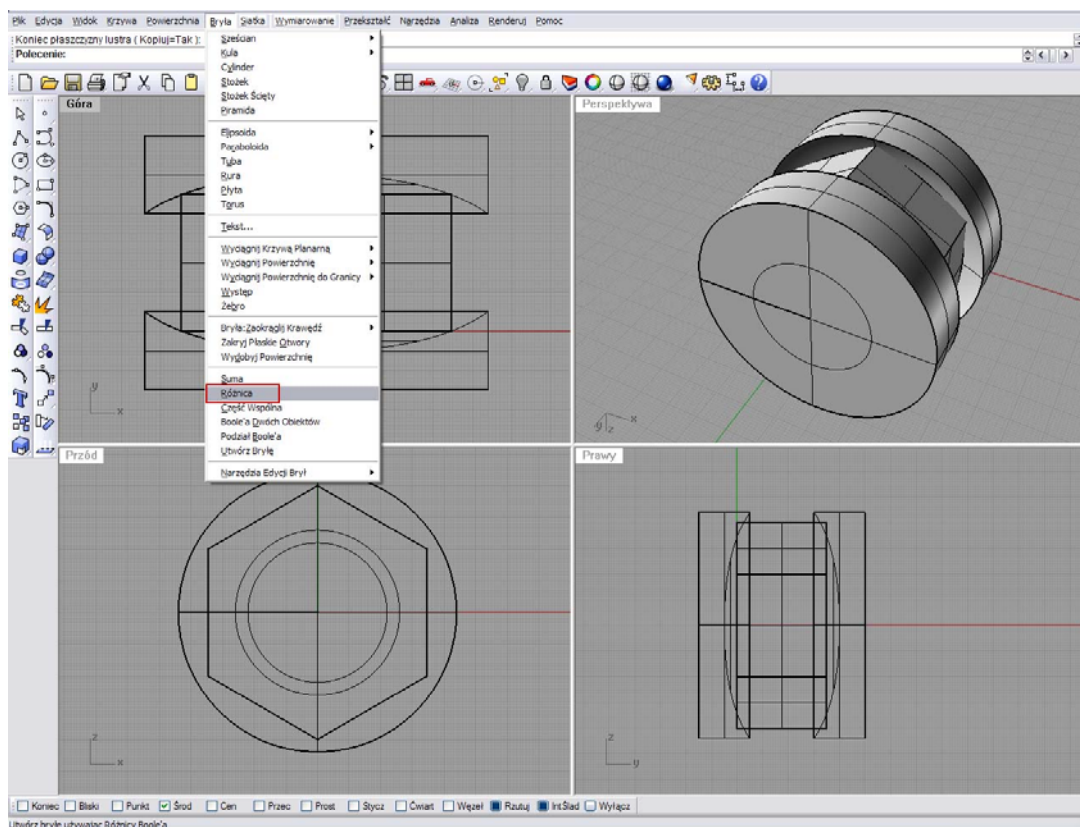 Plik Edycja Widok Krzywa Powierzchnia Bryła Siatka Wymiarowanie Przekształć Narzędzia Analiza Renderuj Pomoc
Koniec płaszczyzny lustra ( Kopiuj=Tak ):
Polecenie:
Sześcian
Kula
Cylinder
Stożek
Stożek Ścięty
Piramida
Elipsoida
Paraboloida
Tuba
Rura
Płyta
Torus
Tekst...
Wyciągnij Krzywą Planarną
Wyciągnij Powierzchnię
Wyciągnij Powierzchnię do Granicy
Występ
Żebro
Bryła:Zaokrąglij Krawędź
Zakryj Płaskie Otwory
Wydobyj Powierzchnię
Suma
Różnica
Część Wspólna
Boole'a Dwóch Obiektów
Podział Boole'a
Utwórz Bryłę
Narzędzia Edycji Brył
Góra
y
x
Perspektywa
y
z
x
Przód
z
x
Prawy
z
y
Koniec Bliski Punkt Środ Cen Przec Prost Stycz Ćwiart Węzeł Rzutuj IntŚlad Wyłącz
Utwórz bryłę używając Różnicy Boole'a